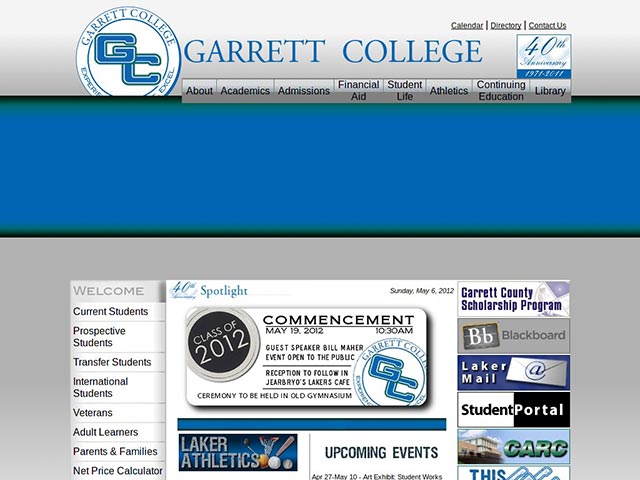 GARRETT COLLEGE
GC
Calendar | Directory | Contact Us
GARRETT COLLEGE
40th
Anniversary
1971-2011
About
Academics
Admissions
Financial Aid
Student Life
Athletics
Continuing Education
Library
WELCOME
Current Students
Prospective Students
Transfer Students
International Students
Veterans
Adult Learners
Parents & Families
Net Price Calculator
40th Anniversary Spotlight
Sunday, May 6, 2012
CLASS OF 2012
COMMENCEMENT
MAY 19, 2012 10:30AM
GUEST SPEAKER BILL MAHER
EVENT OPEN TO THE PUBLIC
RECEPTION TO FOLLOW IN
JEARBRYO'S LAKERS CAFE
CEREMONY TO BE HELD IN OLD GYMNASIUM
GARRETT COLLEGE
GC
LAKER
ATHLETICS
UPCOMING EVENTS
Apr 27-May 10 - Art Exhibit: Student Works
Garrett County
Scholarship Program
Bb Blackboard
LAKER
MAIL @
Student Portal
CARC
THIS